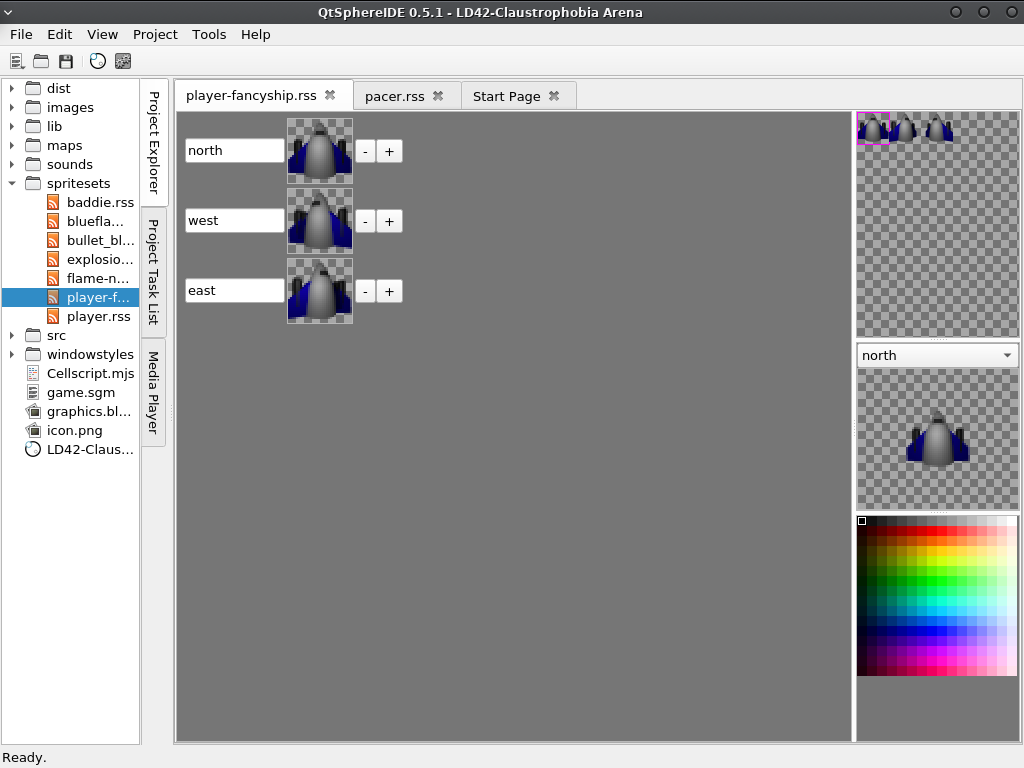 QtSphereIDE 0.5.1 - LD42-Claustrophobia Arena
File Edit View Project Tools Help
dist
images
lib
maps
sounds
spritesets
baddie.rss
bluefla...
bullet_bl...
explosio...
flame-n...
player-f...
player.rss
src
windowstyles
Cellscript.mjs
game.sgm
graphics.bl...
icon.png
LD42-Claus...
Project Explorer
Project Task List
Media Player
player-fancyship.rss
pacer.rss
Start Page
north - +
west - +
east - +
north
Ready.